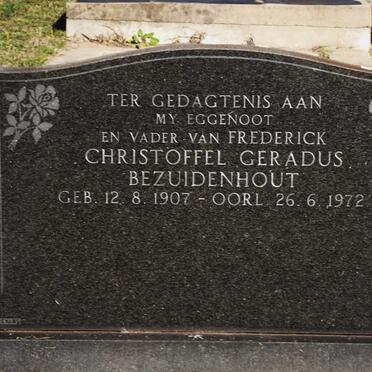 TER GEDAGTENIS AAN
MY EGGENOOT
EN VADER VAN FREDERICK
CHRISTOFFEL GERADUS
BEZUIDENHOUT
GEB. 12. 8. 1907 - OORL. 26. 6. 1972